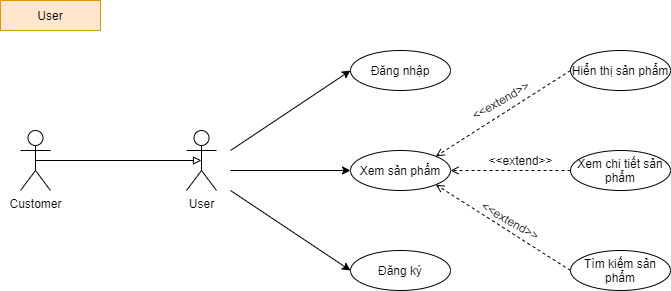 User
Đăng nhập
Hiển thị sản phẩm
<<extend>>
Customer
User
Xem sản phẩm
<<extend>>
Xem chi tiết sản
phẩm
<<extend>>
Đăng ký
Tìm kiếm sản
phẩm